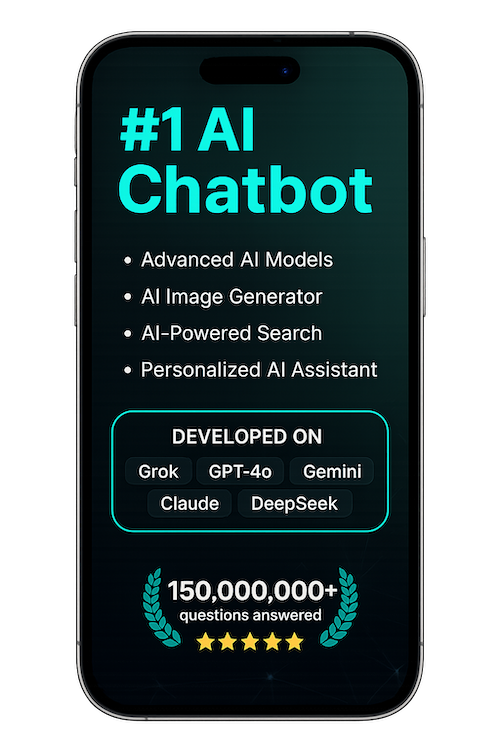 #1 AI
Chatbot
• Advanced AI Models
• AI Image Generator
• AI-Powered Search
• Personalized AI Assistant
DEVELOPED ON
Grok GPT-4o Gemini
Claude DeepSeek
150,000,000+
questions answered